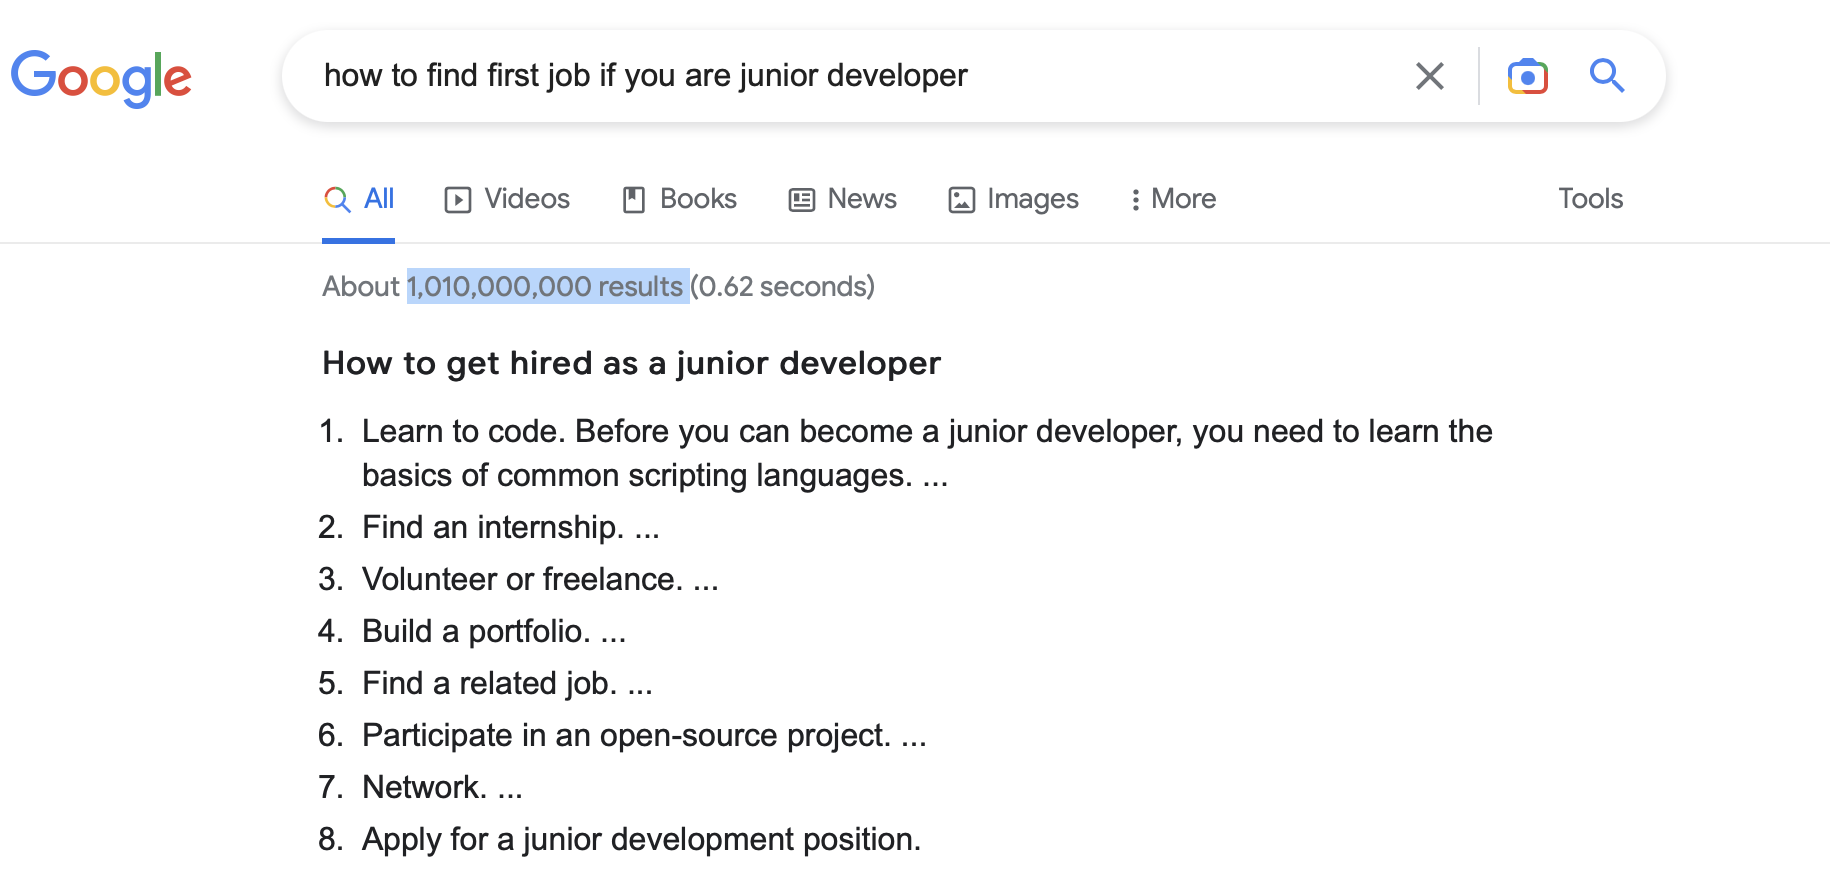 Google
how to find first job if you are junior developer
All Videos Books News Images More Tools
About 1,010,000,000 results (0.62 seconds)
How to get hired as a junior developer
1. Learn to code. Before you can become a junior developer, you need to learn the
basics of common scripting languages. ...
2. Find an internship. ...
3. Volunteer or freelance. ...
4. Build a portfolio. ...
5. Find a related job. ...
6. Participate in an open-source project. ...
7. Network. ...
8. Apply for a junior development position.